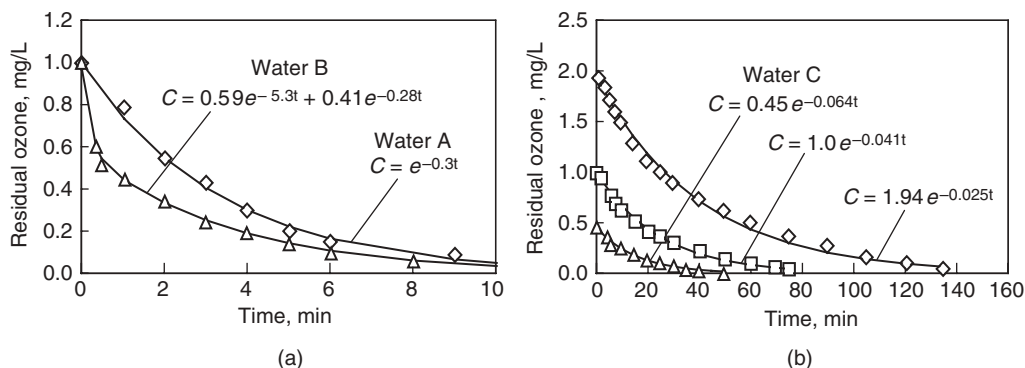 1.2
1.0
0.8
0.6
0.4
0.2
0.0
Residual ozone, mg/L
Water B
C = 0.59e^{-5.3t} + 0.41e^{-0.28t}
Water A
C = e^{-0.3t}
0 2 4 6 8 10
Time, min
(a)
2.5
2.0
1.5
1.0
0.5
0.0
Residual ozone , mg/L
Water C
C = 0.45e^{-0.064t}
C = 1.0e^{-0.041t}
C = 1.94e^{-0.025t}
0 20 40 60 80 100 120 140 160
Time, min
(b)